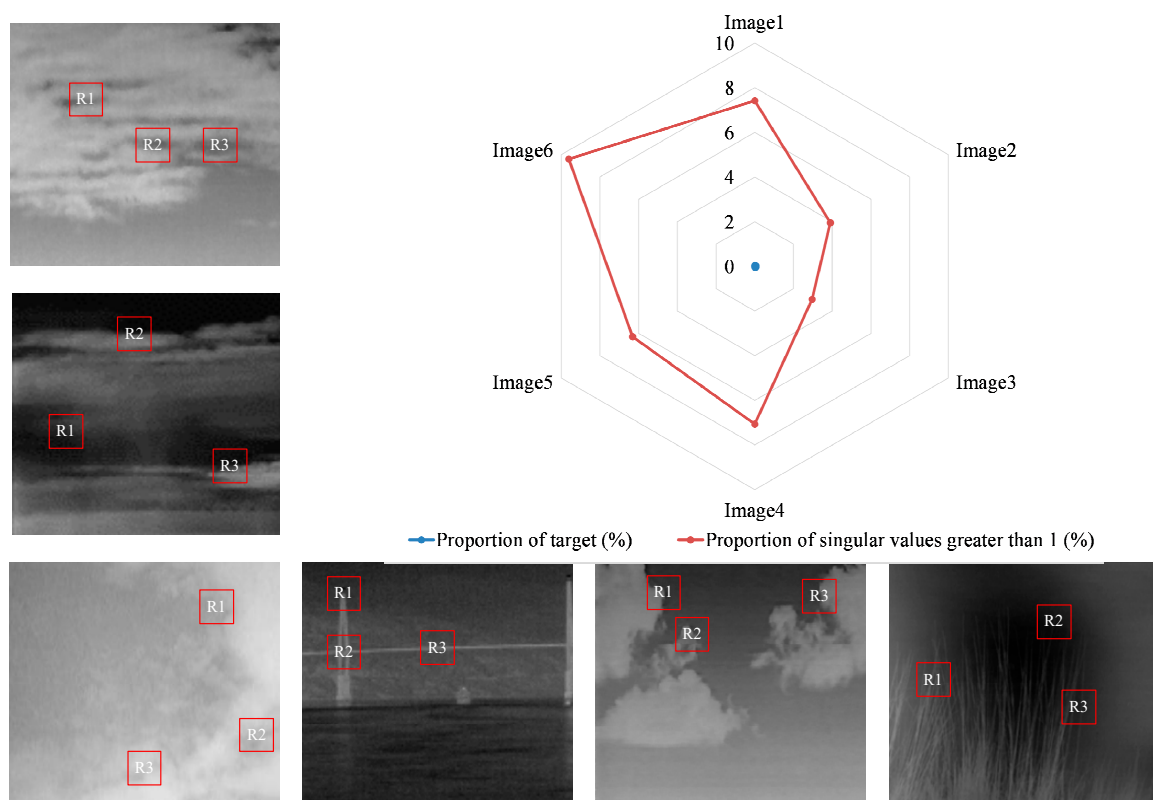 R1
R2
R3
R2
R1
R3
Image1
10
8
6
4
2
0
Image2
Image3
Image4
Image5
Image6
Proportion of target (%)
Proportion of singular values greater than 1 (%)
R1
R2
R3
R1
R2
R3
R1
R2
R3
R2
R1
R3